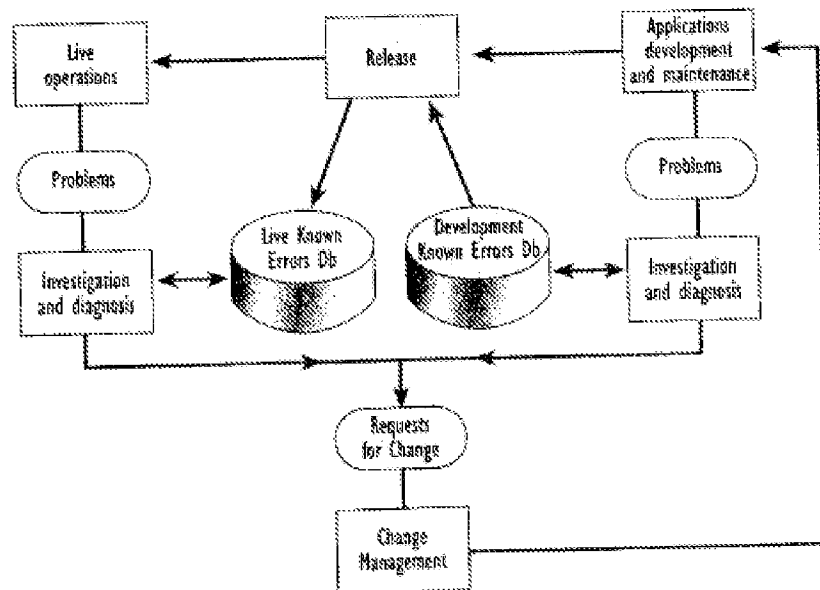 Live
operations
Release
Applications
development
and maintenance
Problems
Problems
Live Known
Errors Db
Development
Known Errors Db
Investigation
and diagnosis
Investigation
and diagnosis
Requests
for Change
Change
Management